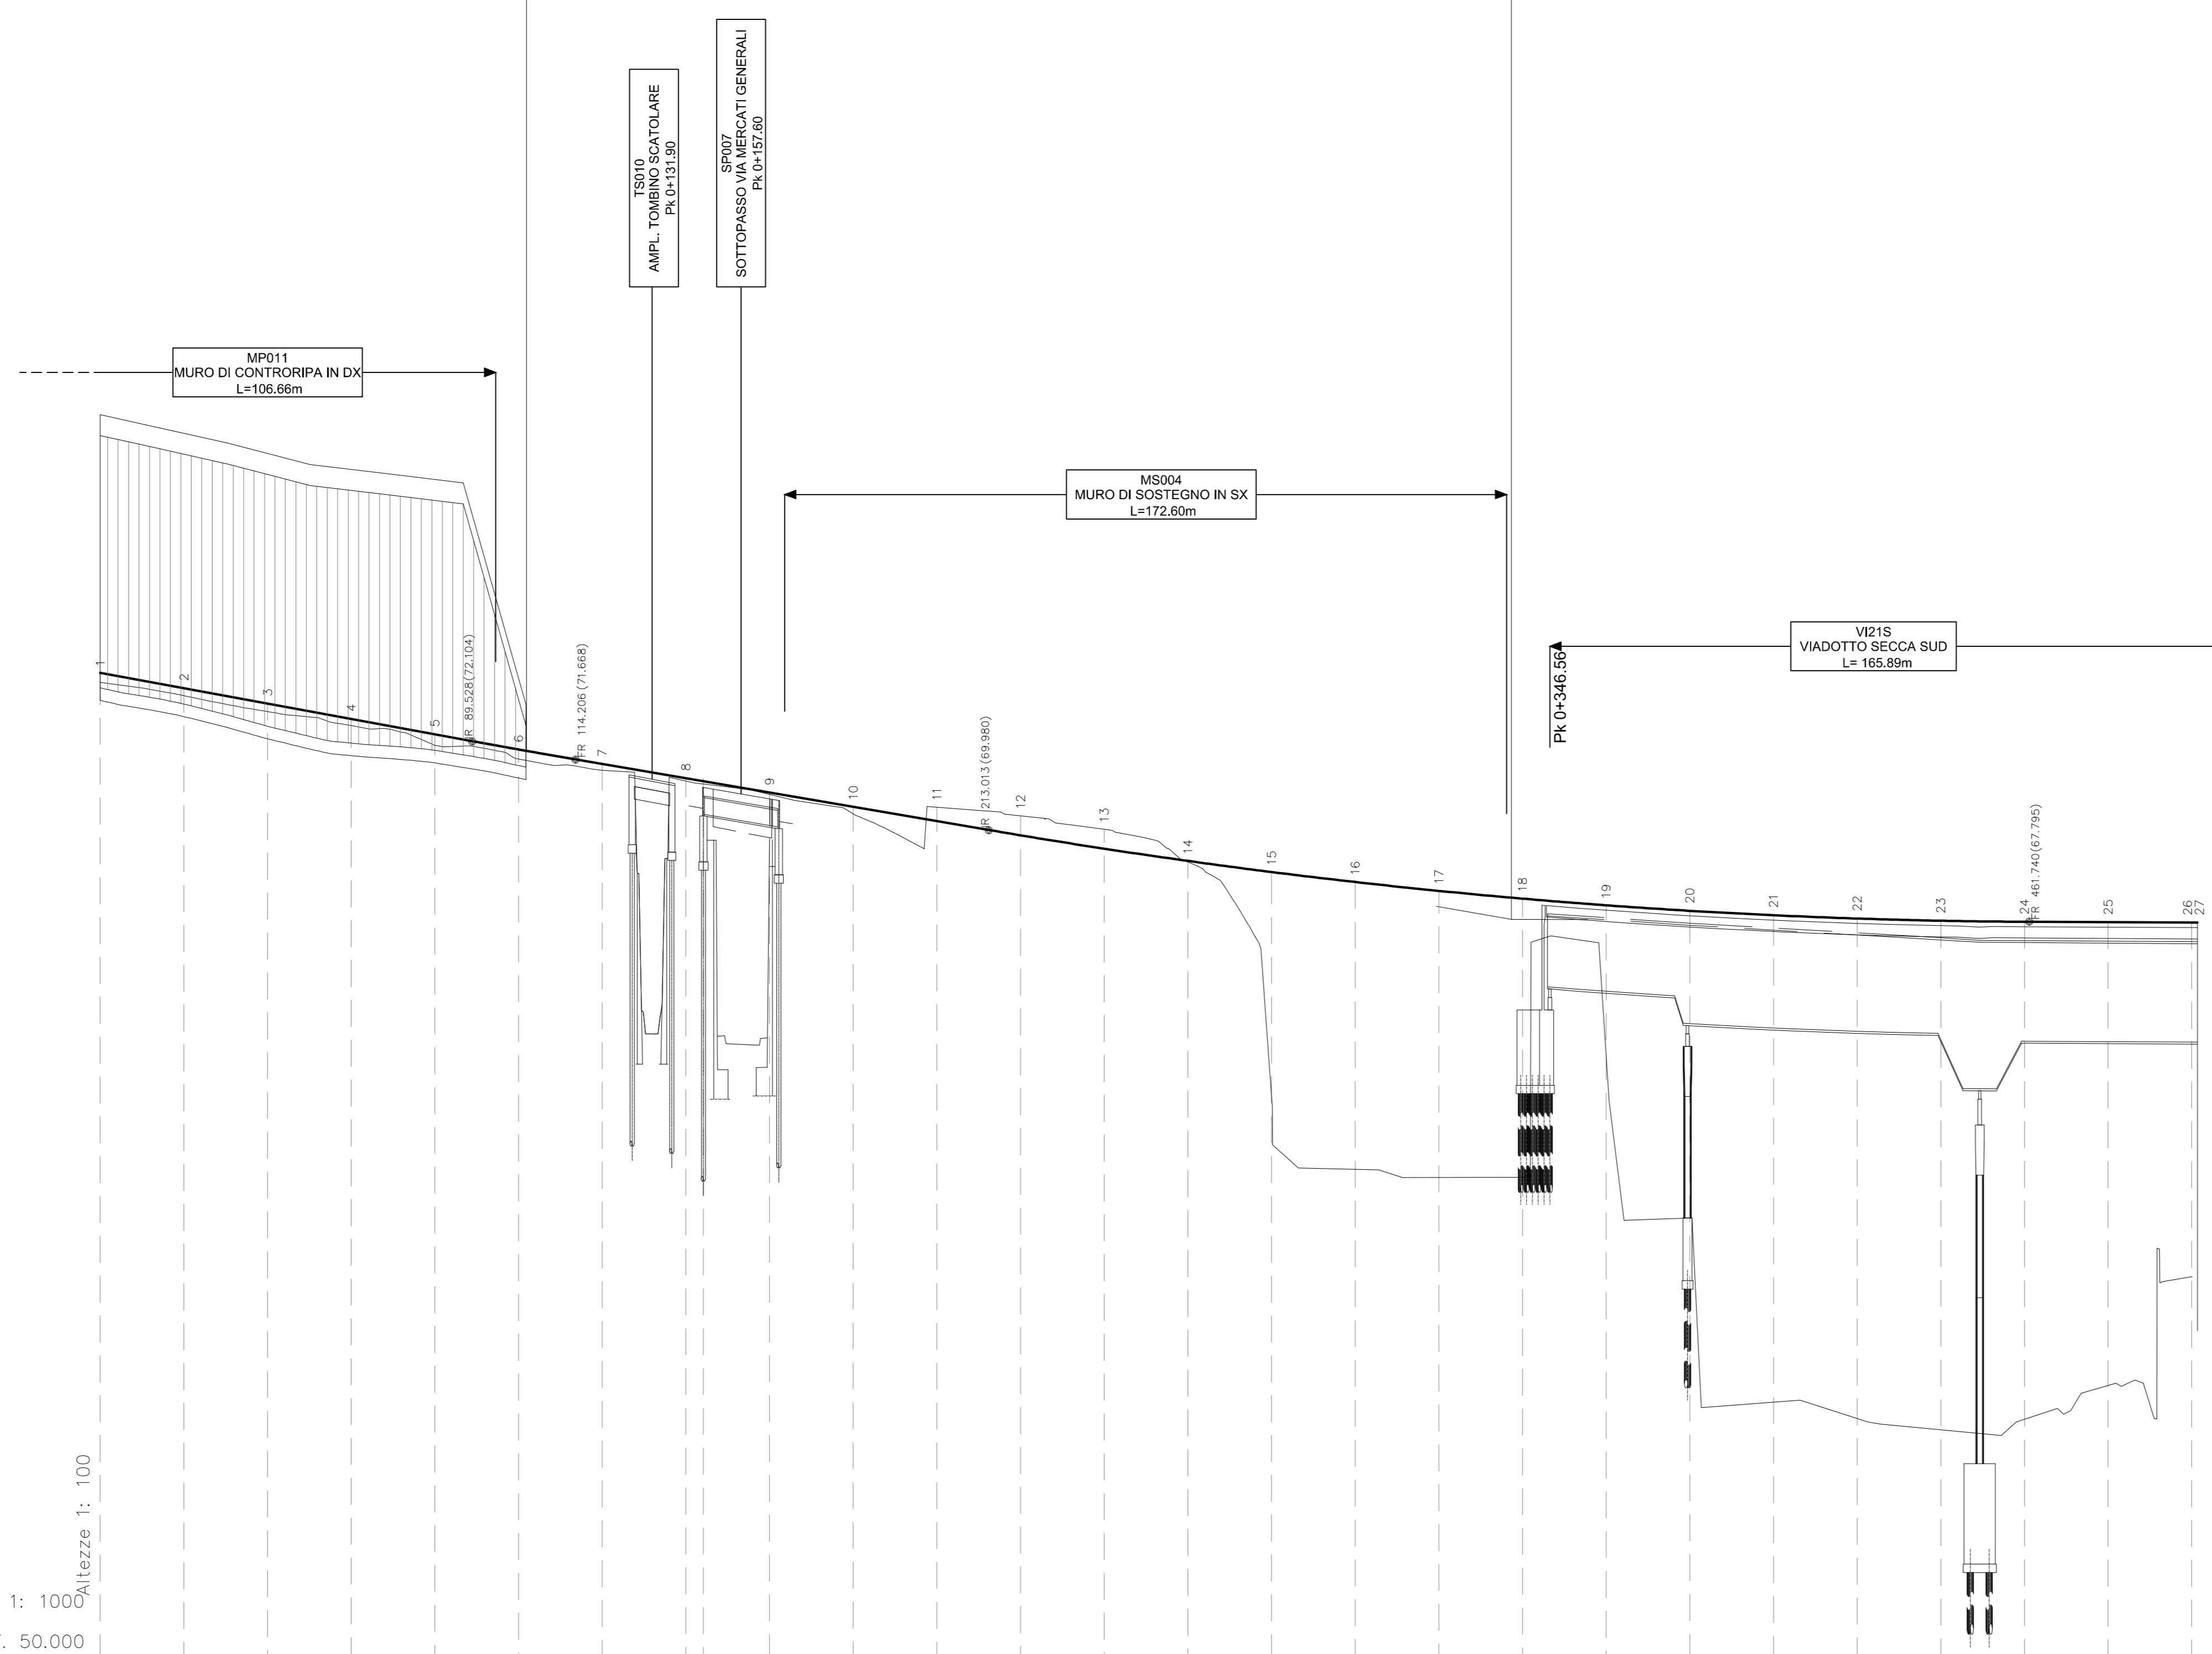 TS010
AMPL. TOMBINO SCATOLARE
Pk 0+131.90
SP007
SOTTOPASSO VIA MERCATI GENERALI
Pk 0+157.60
MP011
MURO DI CONTRORIPA IN DX
L=106.66m
MS004
MURO DI SOSTEGNO IN SX
L=172.60m
VI21S
VIADOTTO SECCA SUD
L= 165.89m
Pk 0+346.56
1
2
3
4
5
R 89.528(72.104)
6
FR 114.206(71.668)
7
8
9
10
11
R 213.013(69.980)
12
13
14
15
16
17
18
19
20
21
22
23
24
FR 461.740(67.795)
25
26
27
Altezze 1: 100
1: 1000
. 50.000